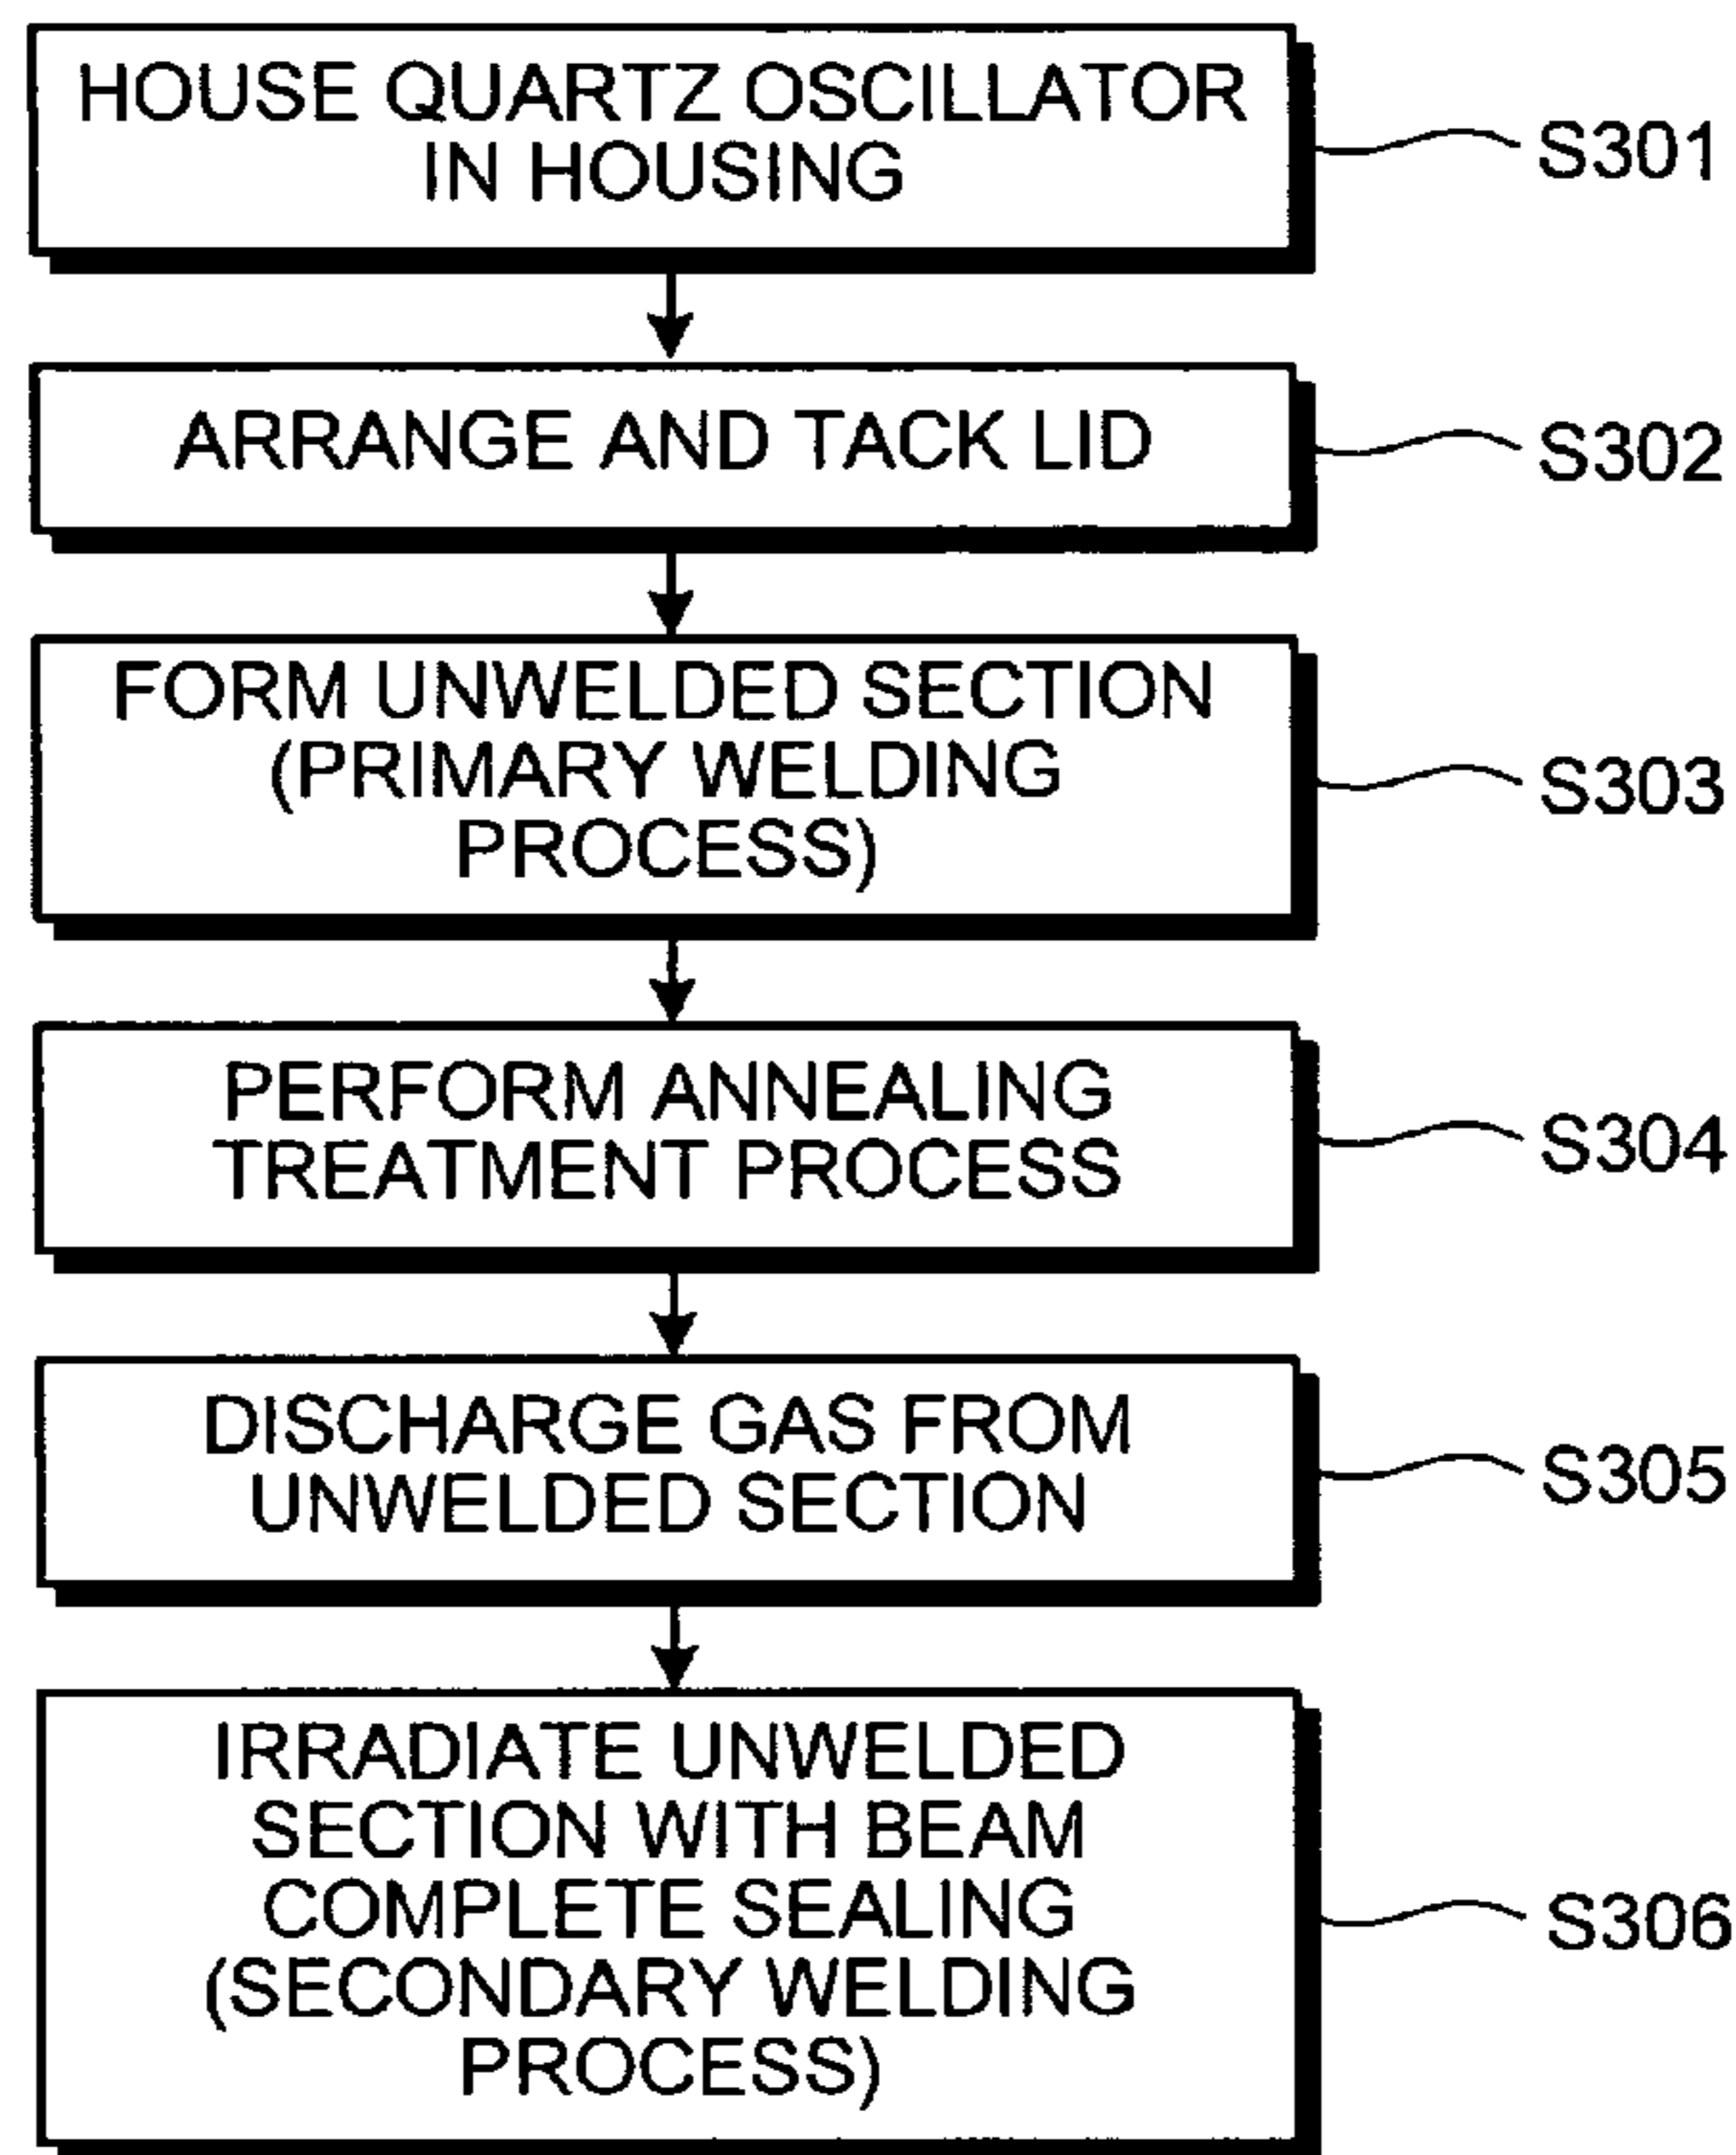 HOUSE QUARTZ OSCILLATOR
IN HOUSING
S301
ARRANGE AND TACK LID
S302
FORM UNWELDED SECTION
(PRIMARY WELDING
PROCESS)
S303
PERFORM ANNEALING
TREATMENT PROCESS
S304
DISCHARGE GAS FROM
UNWELDED SECTION
S305
IRRADIATE UNWELDED
SECTION WITH BEAM
COMPLETE SEALING
(SECONDARY WELDING
PROCESS)
S306